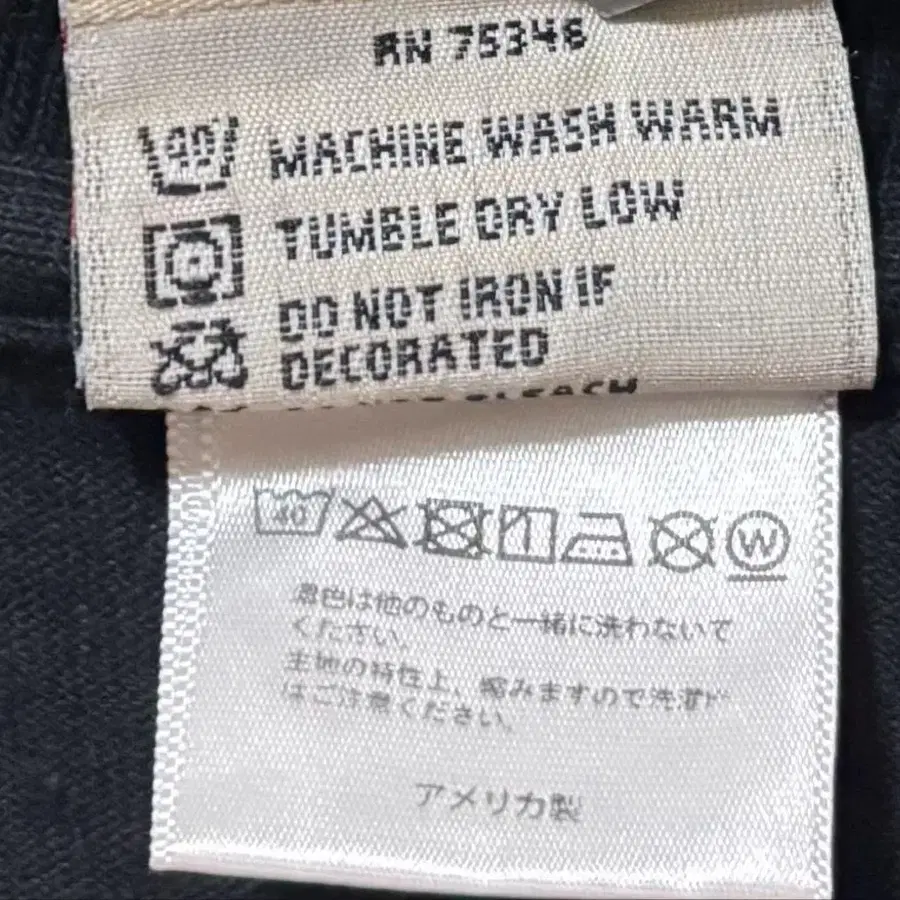 RN 75346
40 MACHINE WASH WARM
TUMBLE DRY LOW
DO NOT IRON IF
DECORATED
BLEACH
40 W
濃色は他のものと一緒に洗わないで
ください。
生地の特性上、縮みますので洗濯に
はご注意ください。
アメリカ製